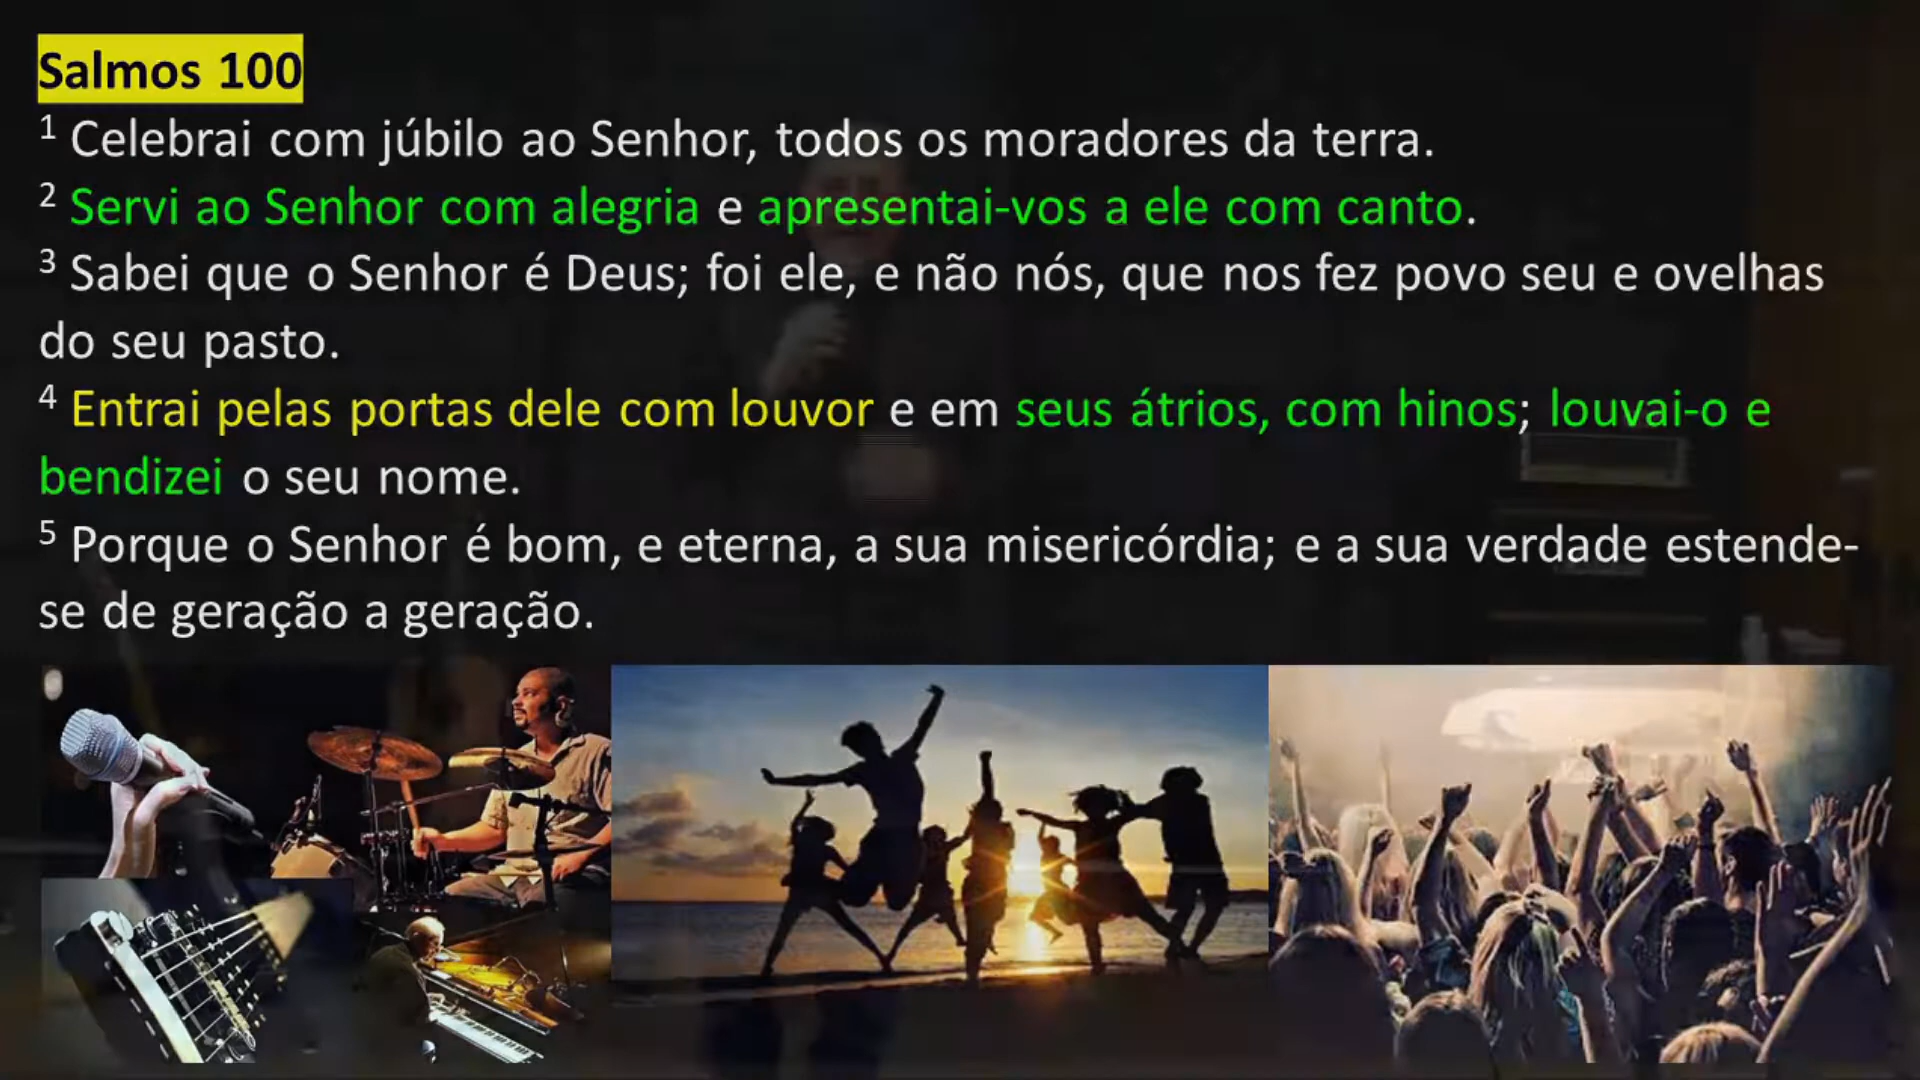 Salmos 100
1 Celebrai com júbilo ao Senhor, todos os moradores da terra.
2 Servi ao Senhor com alegria e apresentai-vos a ele com canto.
3 Sabei que o Senhor é Deus; foi ele, e não nós, que nos fez povo seu e ovelhas
do seu pasto.
4 Entrai pelas portas dele com louvor e em seus átrios, com hinos; louvai-o e
bendizei o seu nome.
5 Porque o Senhor é bom, e eterna, a sua misericórdia; e a sua verdade estende-
se de geração a geração.